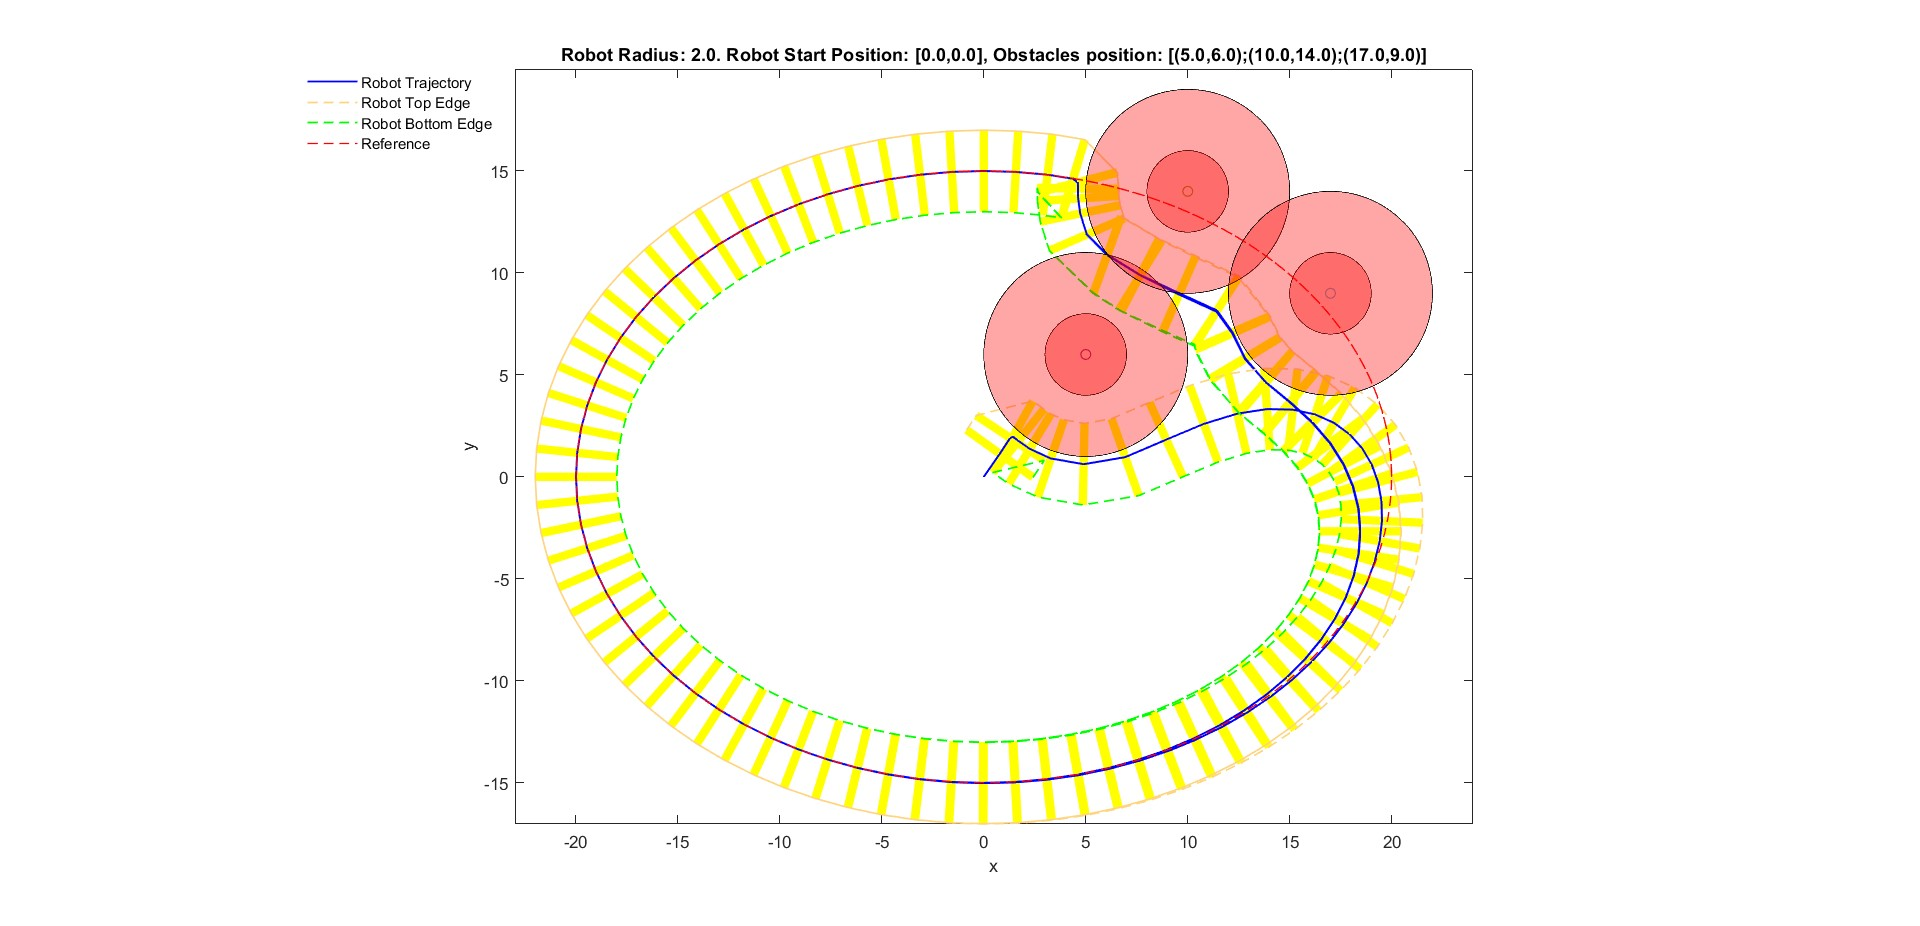 Robot Radius: 2.0. Robot Start Position: [0.0,0.0], Obstacles position: [(5.0,6.0);(10.0,14.0);(17.0,9.0)]
Robot Trajectory
Robot Top Edge
Robot Bottom Edge
Reference
15
10
5
0
-5
-10
-15
y
-20 -15 -10 -5 0 5 10 15 20
x